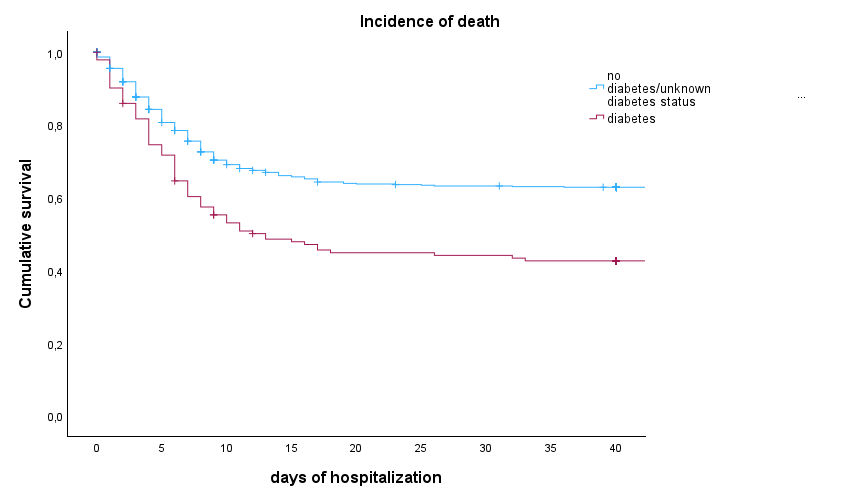 Incidence of death
1,0
0,8
0,6
0,4
0,2
0,0
Cumulative survival
0 5 10 15 20 25 30 35 40
days of hospitalization
no
diabetes/unknown
diabetes status
diabetes
...